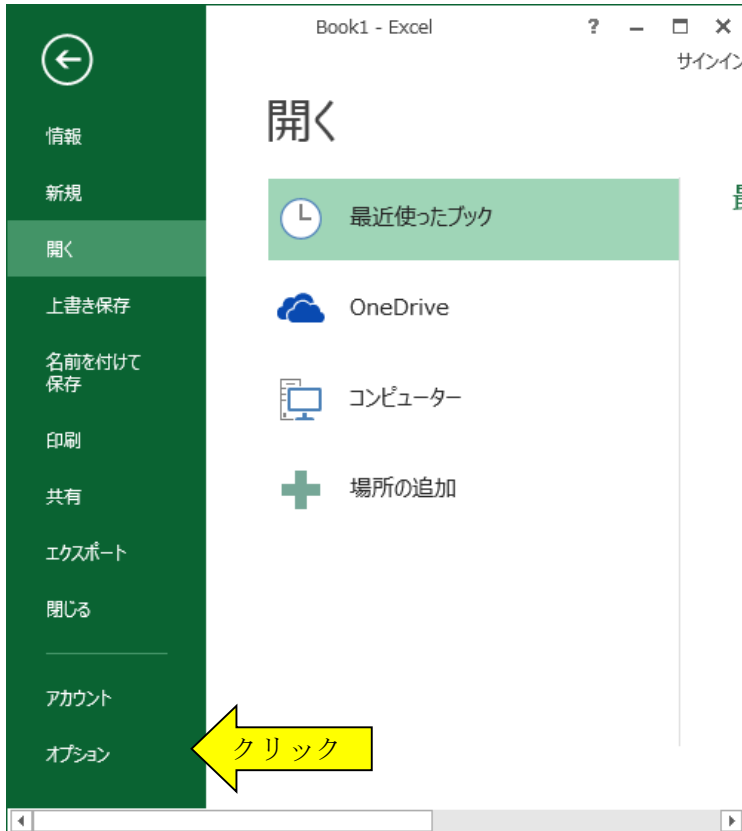 Book1 - Excel
?
サインイン
開く
情報
新規
開く
上書き保存
名前を付けて
保存
印刷
共有
エクスポート
閉じる
アカウント
オプション
最近使ったブック
OneDrive
コンピューター
場所の追加
クリック